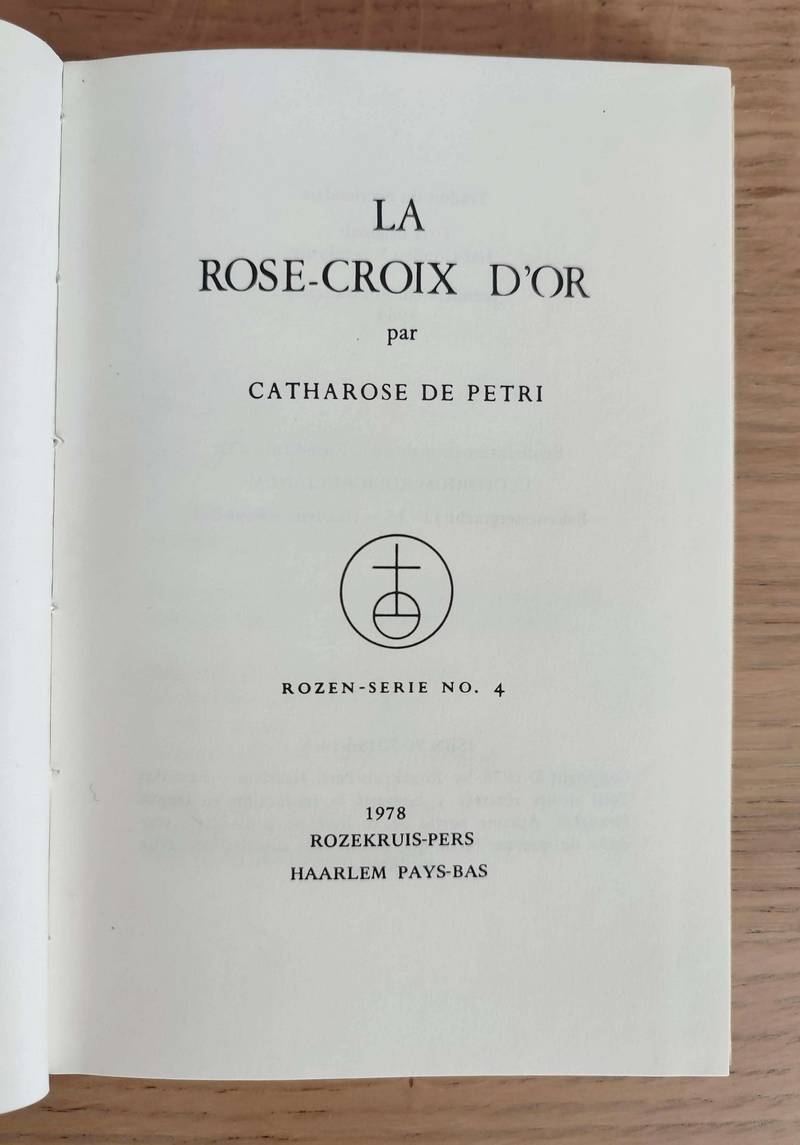 LA
ROSE-CROIX D'OR
par
CATHAROSE DE PETRI
ROZEN-SERIE NO. 4
1978
ROZEKRUIS-PERS
HAARLEM PAYS-BAS